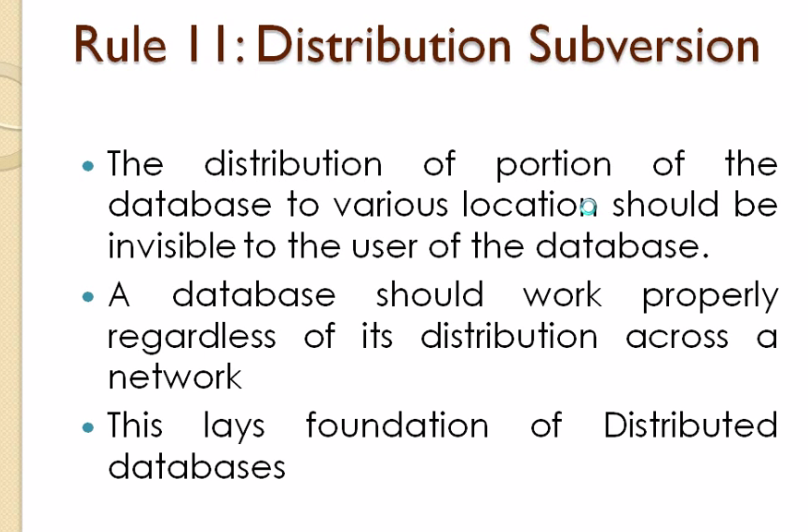 Rule 11: Distribution Subversion
• The distribution of portion of the
database to various location should be
invisible to the user of the database.
• A database should work properly
regardless of its distribution across a
network
• This lays foundation of Distributed
databases